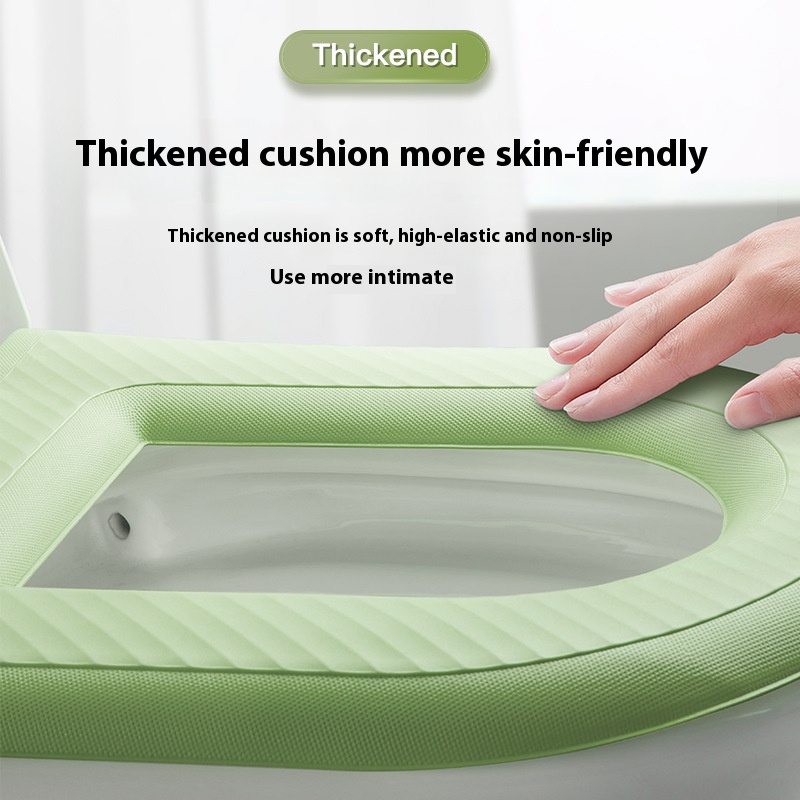 Thickened
Thickened cushion more skin-friendly
Thickened cushion is soft, high-elastic and non-slip
Use more intimate